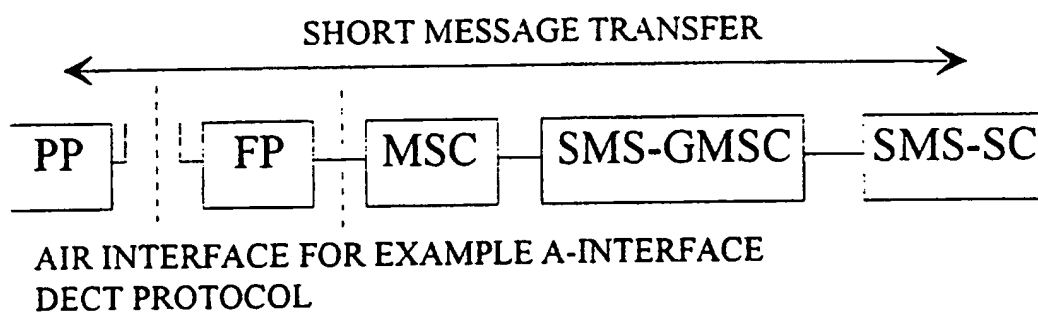 SHORT MESSAGE TRANSFER
PP FP MSC SMS-GMSC SMS-SC
AIR INTERFACE FOR EXAMPLE A-INTERFACE
DECT PROTOCOL